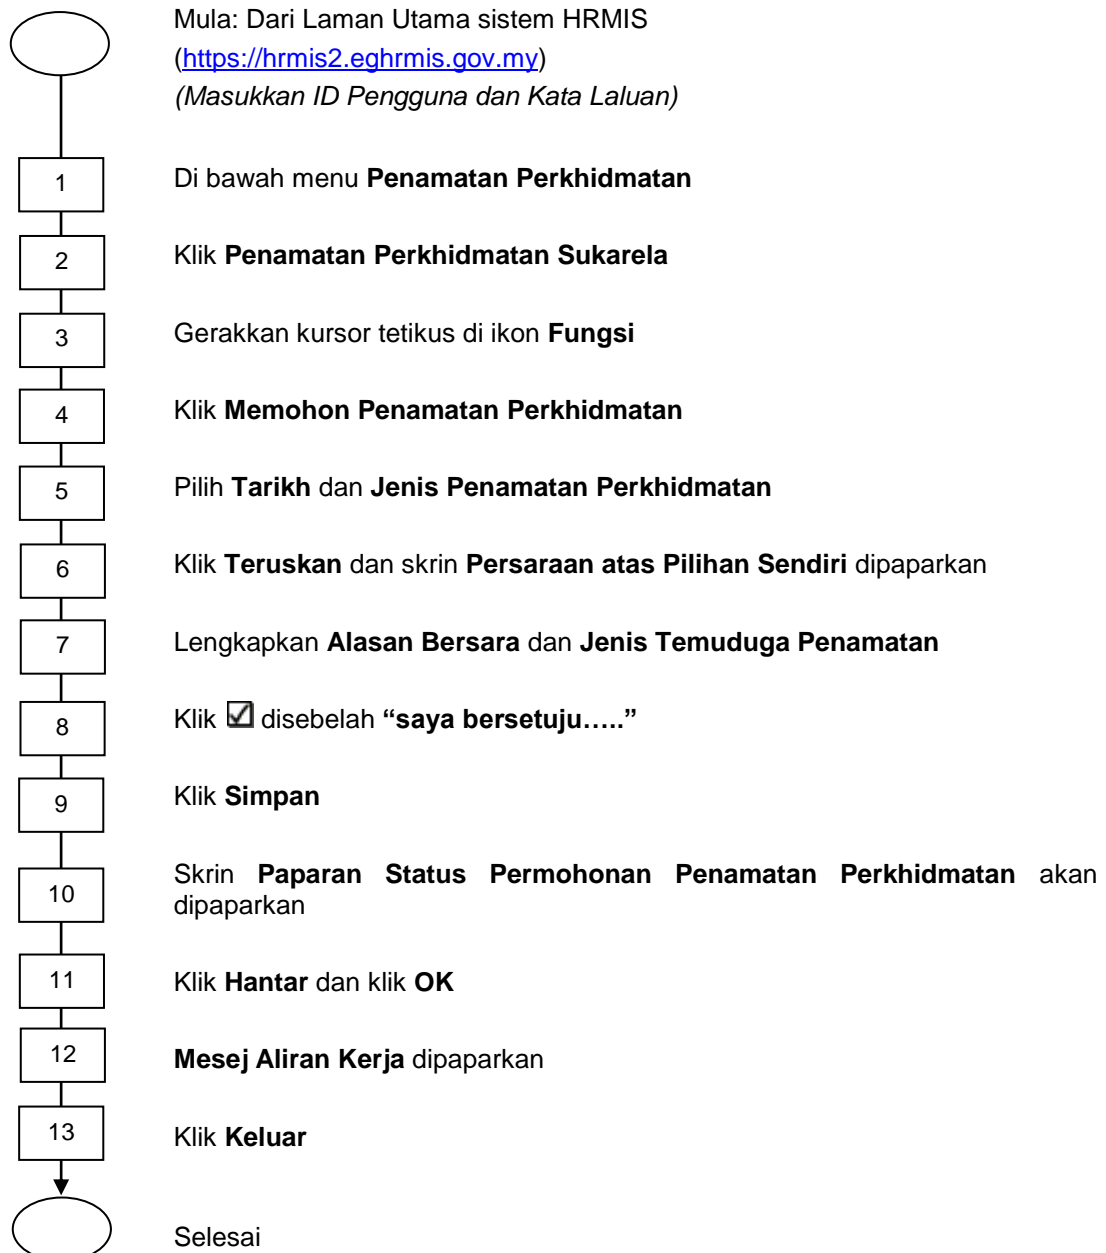 Mula: Dari Laman Utama sistem HRMIS
(https://hrmis2.eghrmis.gov.my)
(Masukkan ID Pengguna dan Kata Laluan)
1
Di bawah menu Penamatan Perkhidmatan
2
Klik Penamatan Perkhidmatan Sukarela
3
Gerakkan kursor tetikus di ikon Fungsi
4
Klik Memohon Penamatan Perkhidmatan
5
Pilih Tarikh dan Jenis Penamatan Perkhidmatan
6
Klik Teruskan dan skrin Persaraan atas Pilihan Sendiri dipaparkan
7
Lengkapkan Alasan Bersara dan Jenis Temuduga Penamatan
8
Klik ☑ disebelah “saya bersetuju…..”
9
Klik Simpan
10
Skrin Paparan Status Permohonan Penamatan Perkhidmatan akan
dipaparkan
11
Klik Hantar dan klik OK
12
Mesej Aliran Kerja dipaparkan
13
Klik Keluar
Selesai